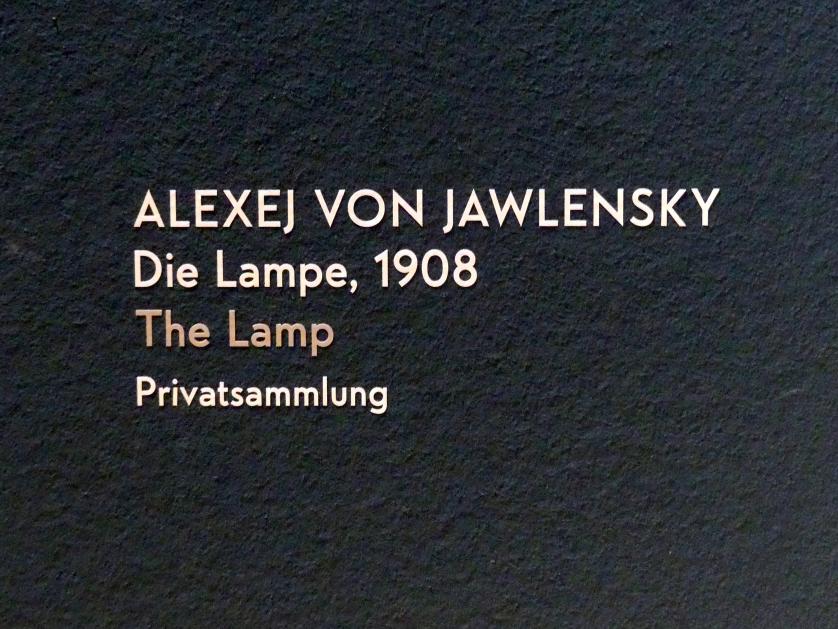 ALEXEJ VON JAWLENSKY
Die Lampe, 1908
The Lamp
Privatsammlung